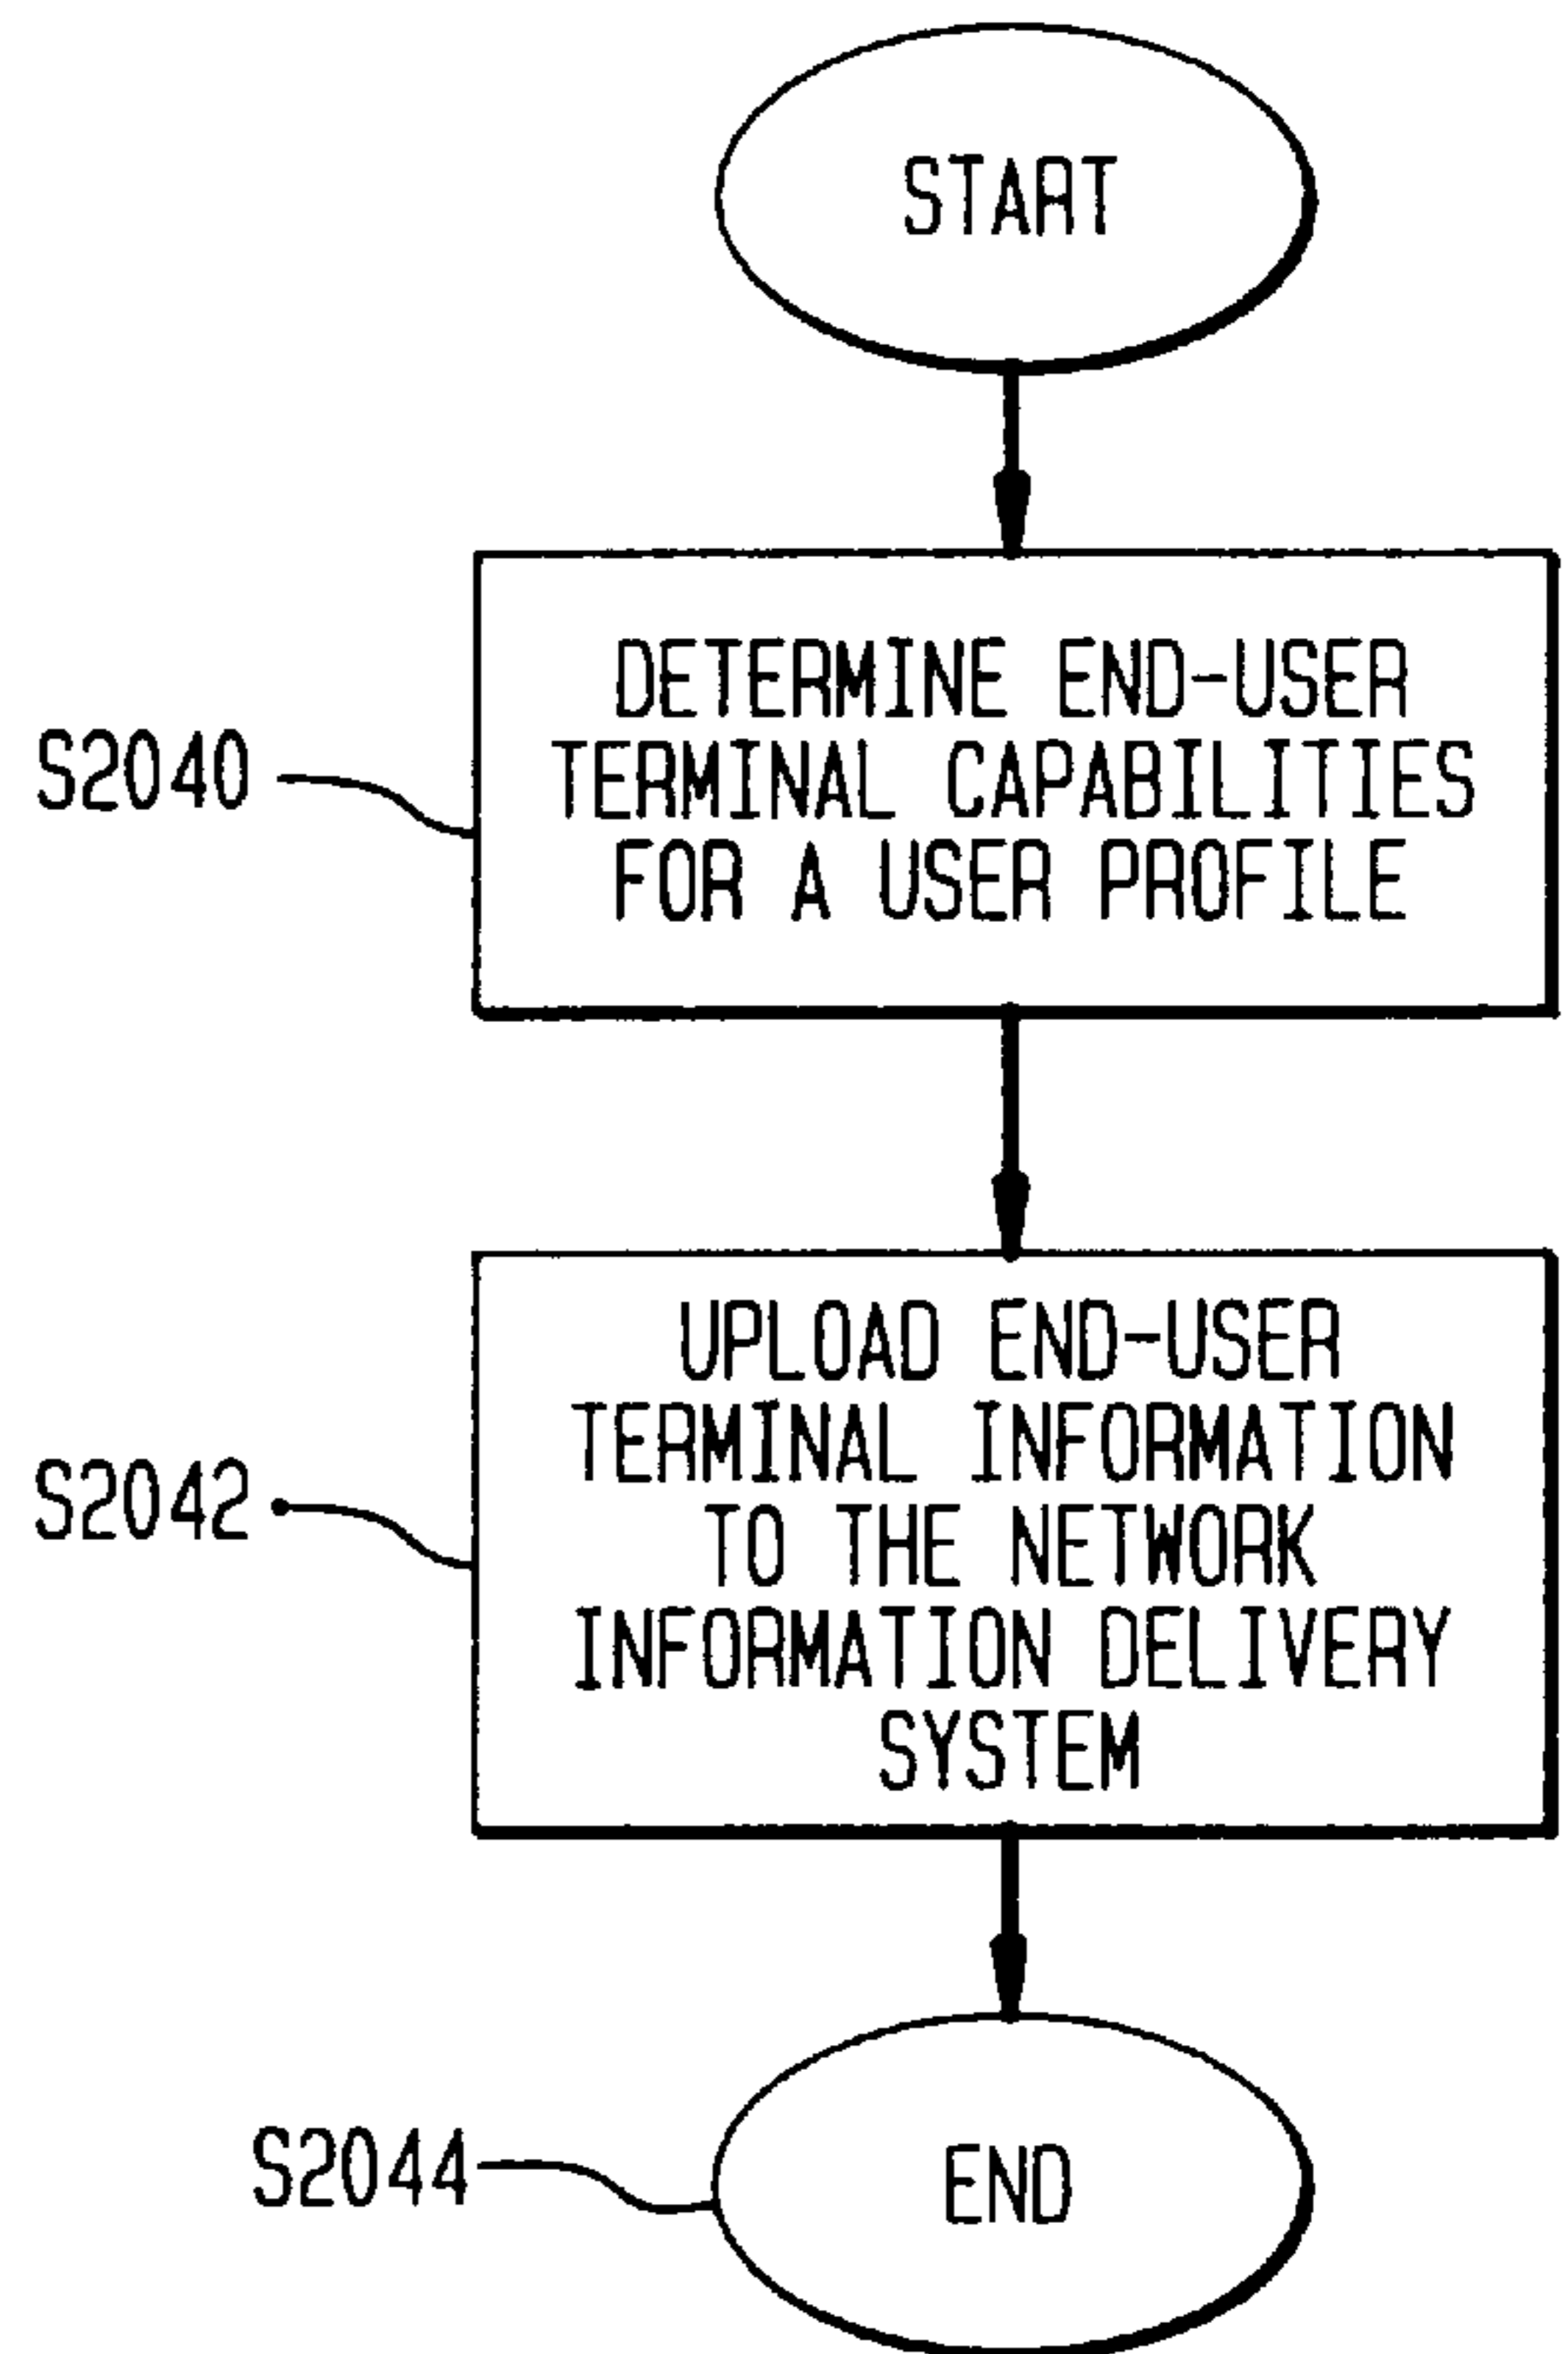 START
DETERMINE END-USER
TERMINAL CAPABILITIES
FOR A USER PROFILE
S2040
UPLOAD END-USER
TERMINAL INFORMATION
TO THE NETWORK
INFORMATION DELIVERY
SYSTEM
S2042
END
S2044